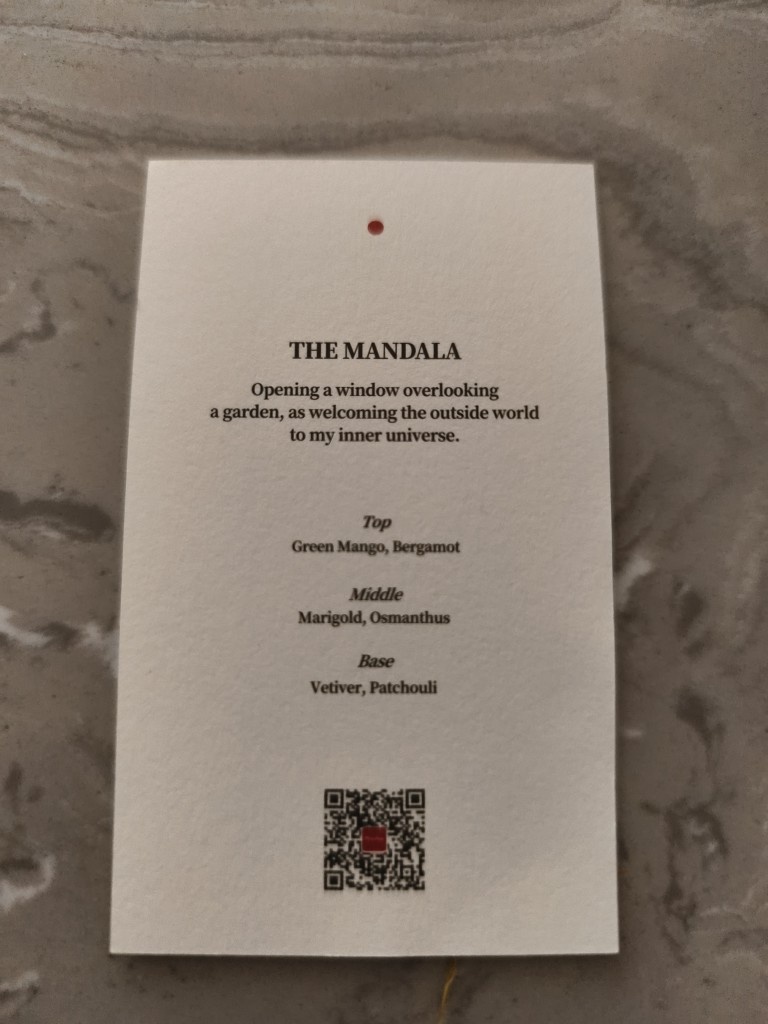 THE MANDALA
Opening a window overlooking
a garden, as welcoming the outside world
to my inner universe.
Top
Green Mango, Bergamot
Middle
Marigold, Osmanthus
Base
Vetiver, Patchouli